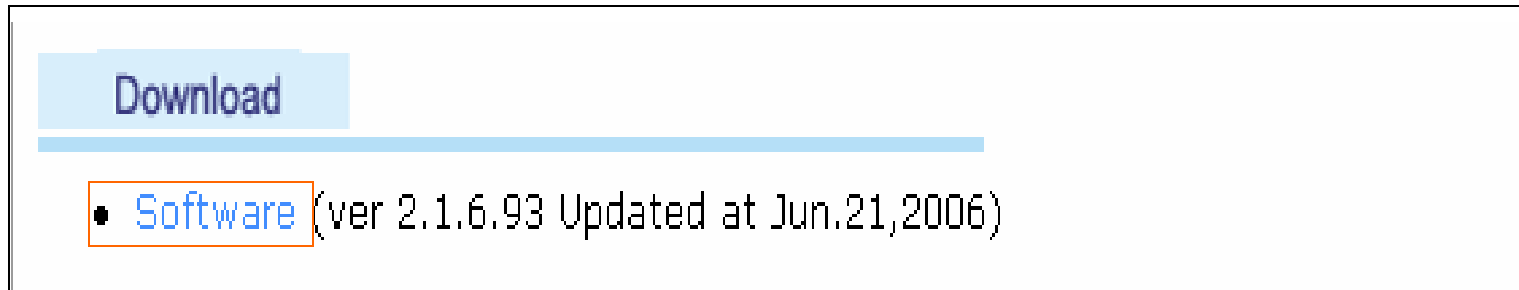 Download
• Software (ver 2.1.6.93 Updated at Jun.21,2006)